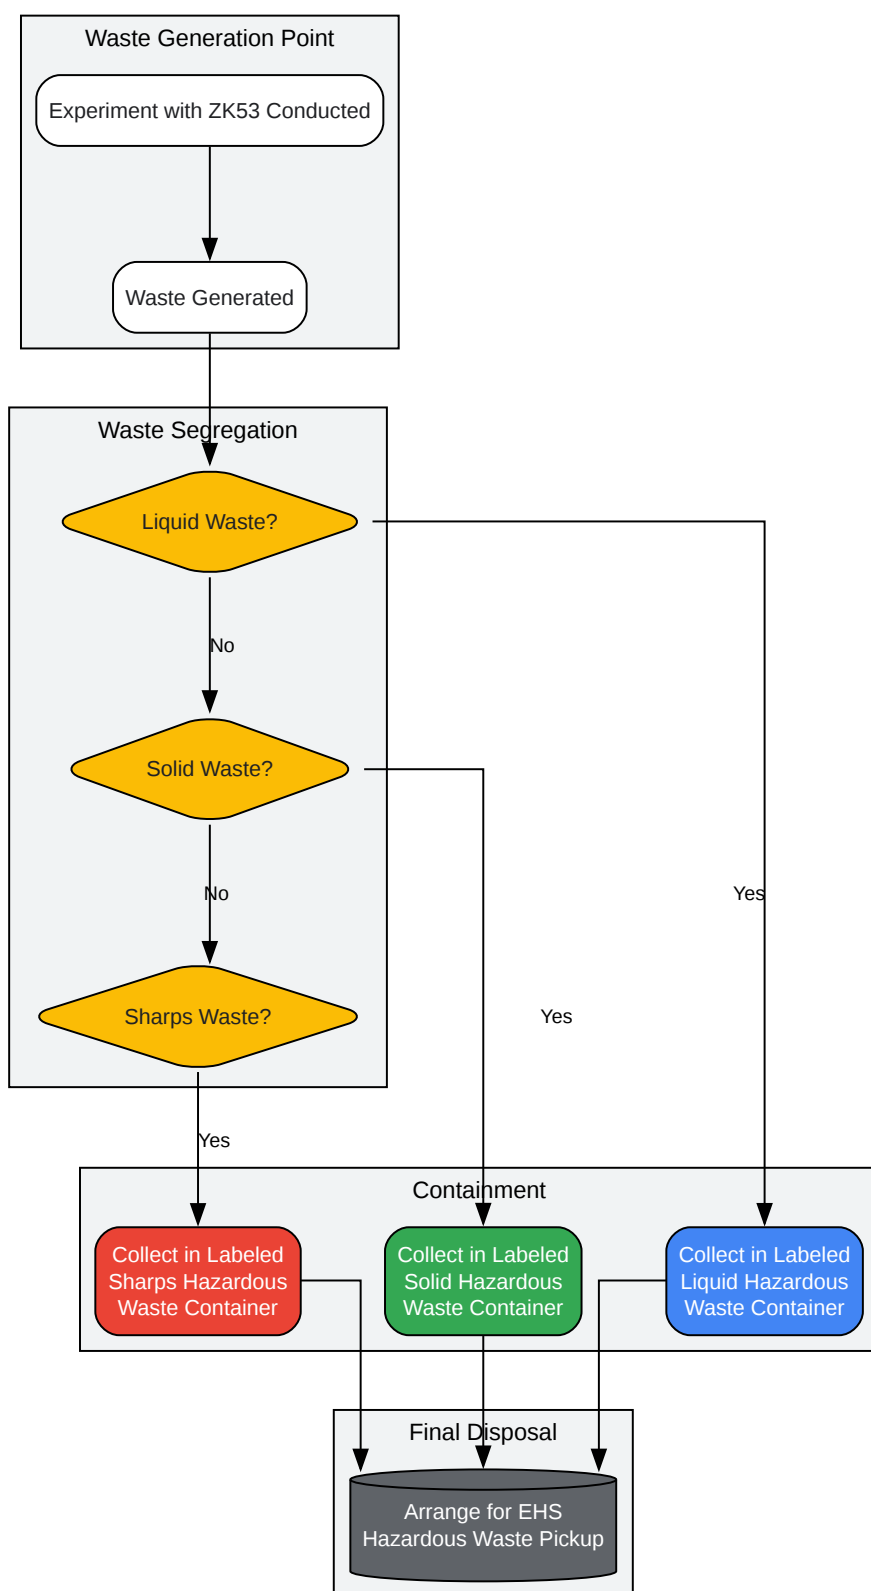 Waste Generation Point
Experiment with ZK53 Conducted
Waste Generated
Waste Segregation
Liquid Waste?
No
Solid Waste?
No
Yes
Sharps Waste?
Yes
Yes
Containment
Collect in Labeled
Sharps Hazardous
Waste Container
Collect in Labeled
Solid Hazardous
Waste Container
Collect in Labeled
Liquid Hazardous
Waste Container
Final Disposal
Arrange for EHS
Hazardous Waste Pickup